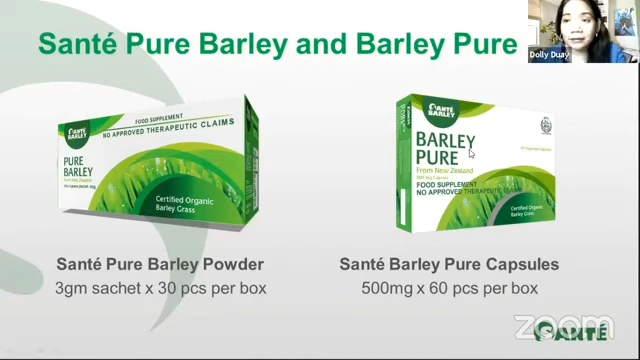 Santé Pure Barley and Barley Pure
Dolly Duay
SANTÉ
BARLEY
FOOD SUPPLEMENT
NO APPROVED THERAPEUTIC CLAIMS
PURE
BARLEY
From New Zealand
Certified Organic
Barley Grass
SANTÉ
BARLEY
BARLEY
PURE
From New Zealand
FOOD SUPPLEMENT
NO APPROVED THERAPEUTIC CLAIMS
Certified Organic
Barley Grass
Santé Pure Barley Powder
3gm sachet x 30 pcs per box
Santé Barley Pure Capsules
500mg x 60 pcs per box
zoom
SANTÉ